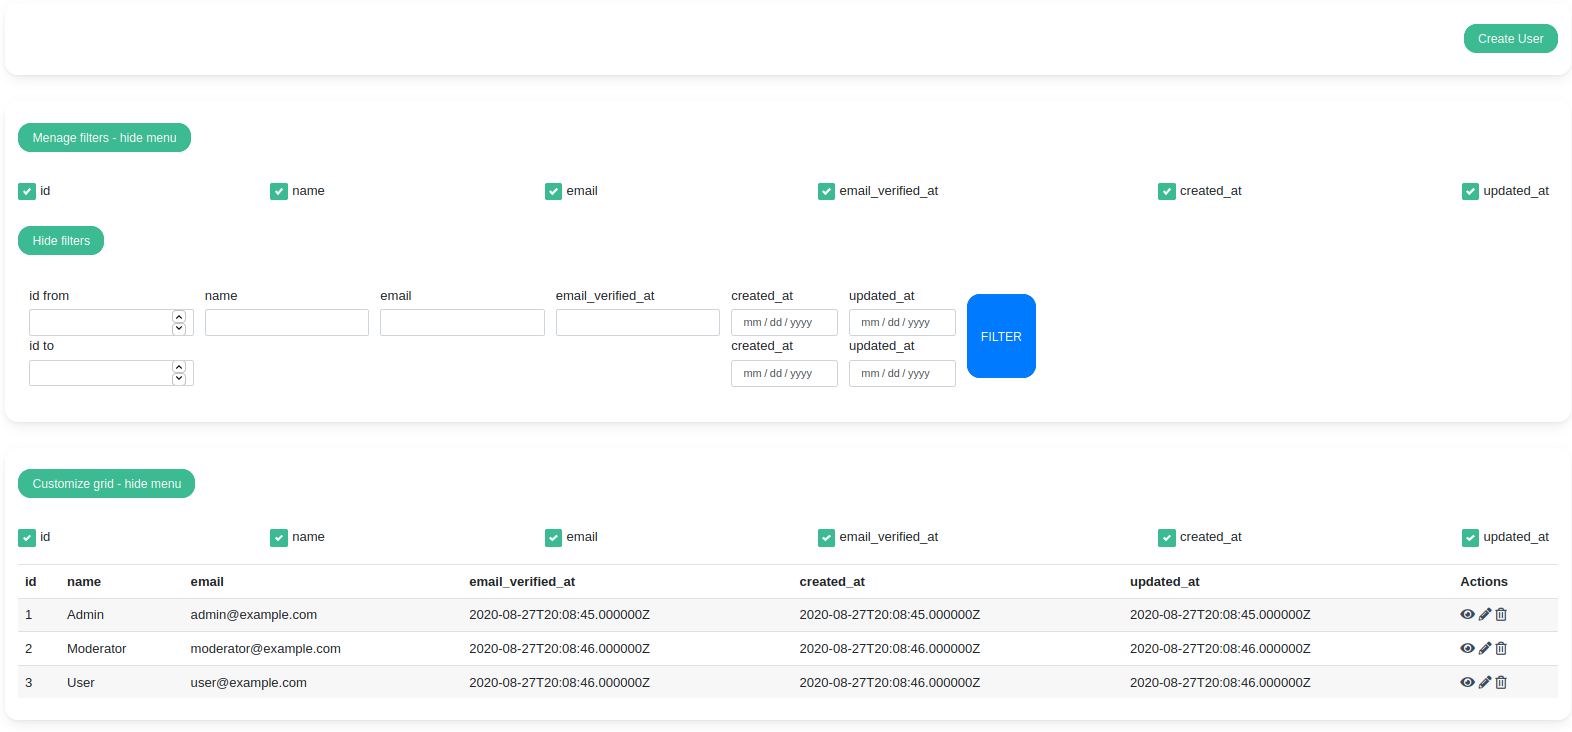 Create User
Menage filters - hide menu
id name email email_verified_at created_at updated_at
Hide filters
id from name email email_verified_at created_at updated_at
mm / dd / yyyy mm / dd / yyyy
FILTER
id to created_at updated_at
mm / dd / yyyy mm / dd / yyyy
Customize grid - hide menu
id name email email_verified_at created_at updated_at
id name email email_verified_at created_at updated_at Actions
1 Admin admin@example.com 2020-08-27T20:08:45.000000Z 2020-08-27T20:08:45.000000Z 2020-08-27T20:08:45.000000Z
2 Moderator moderator@example.com 2020-08-27T20:08:46.000000Z 2020-08-27T20:08:46.000000Z 2020-08-27T20:08:46.000000Z
3 User user@example.com 2020-08-27T20:08:46.000000Z 2020-08-27T20:08:46.000000Z 2020-08-27T20:08:46.000000Z